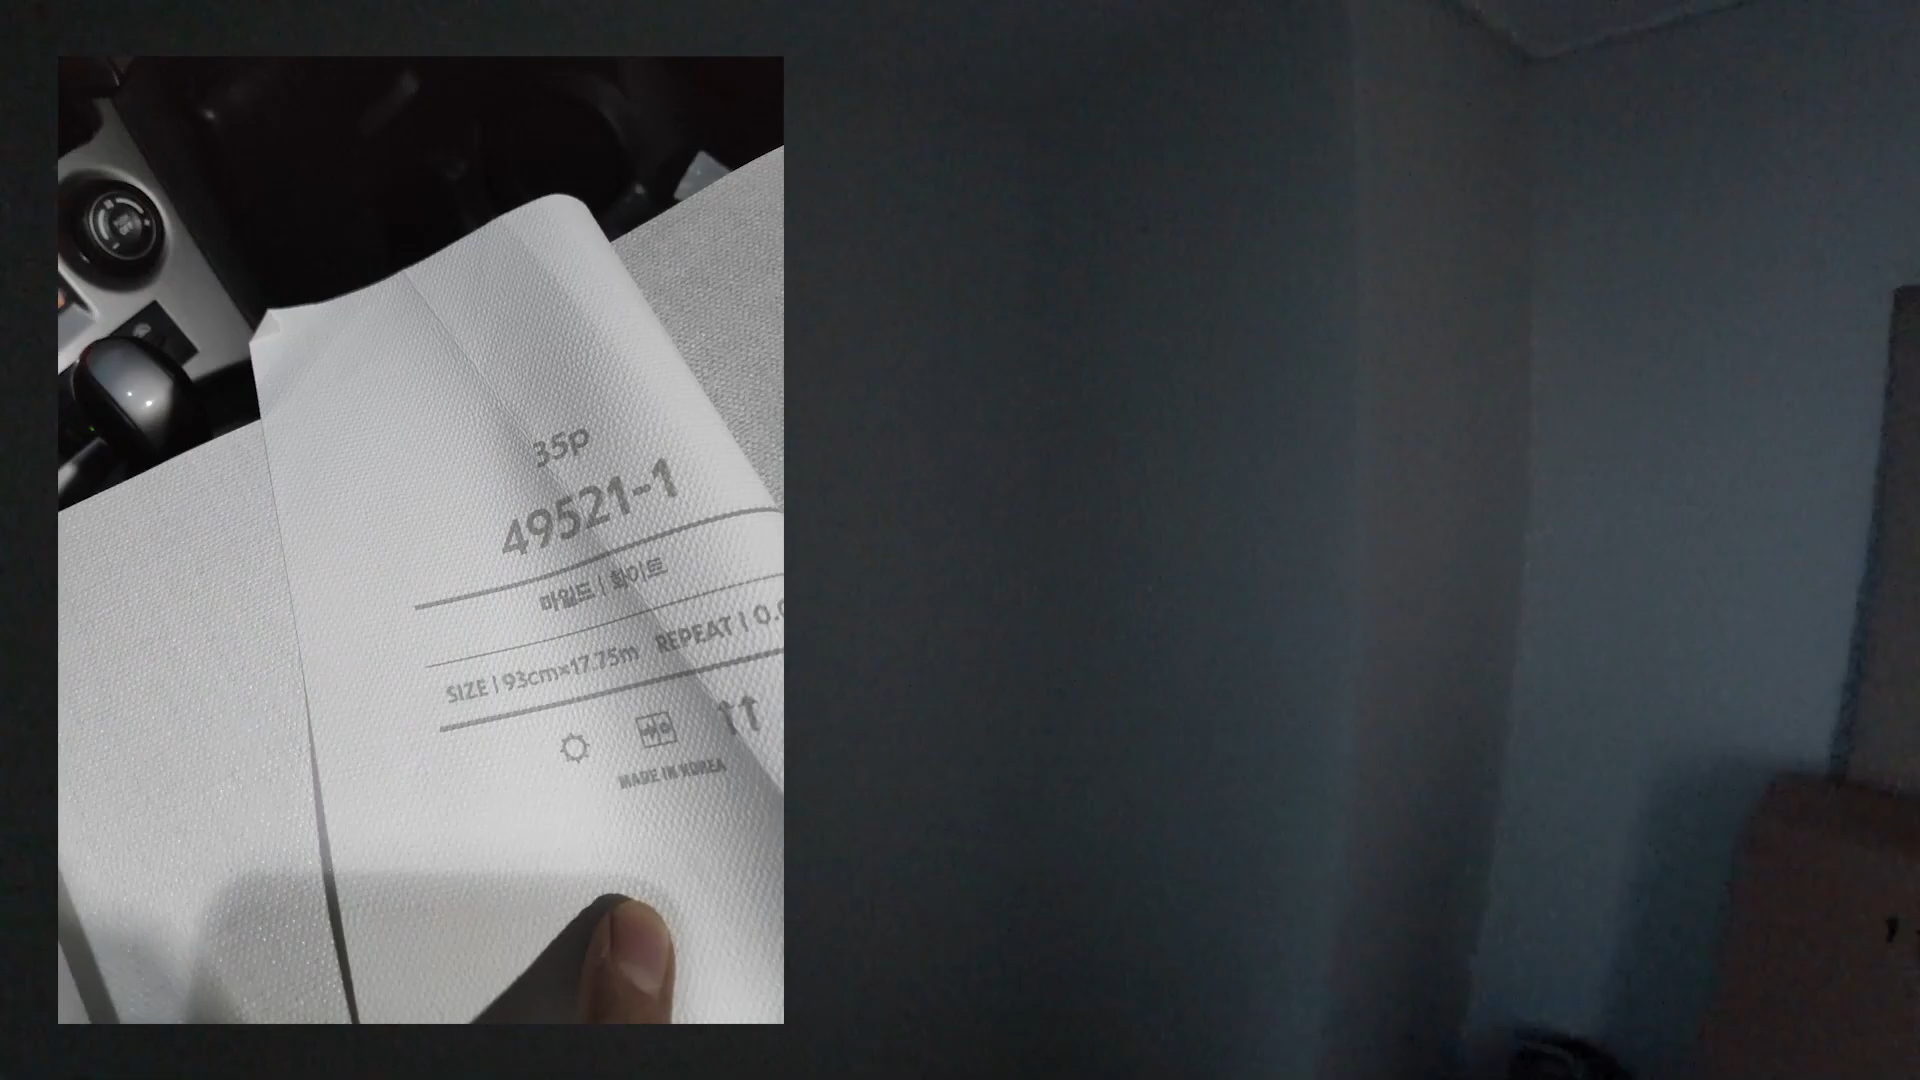 35p
49521-1
마일드 | 화이트
SIZE | 93cm×17.75m REPEAT | 0.
MADE IN KOREA